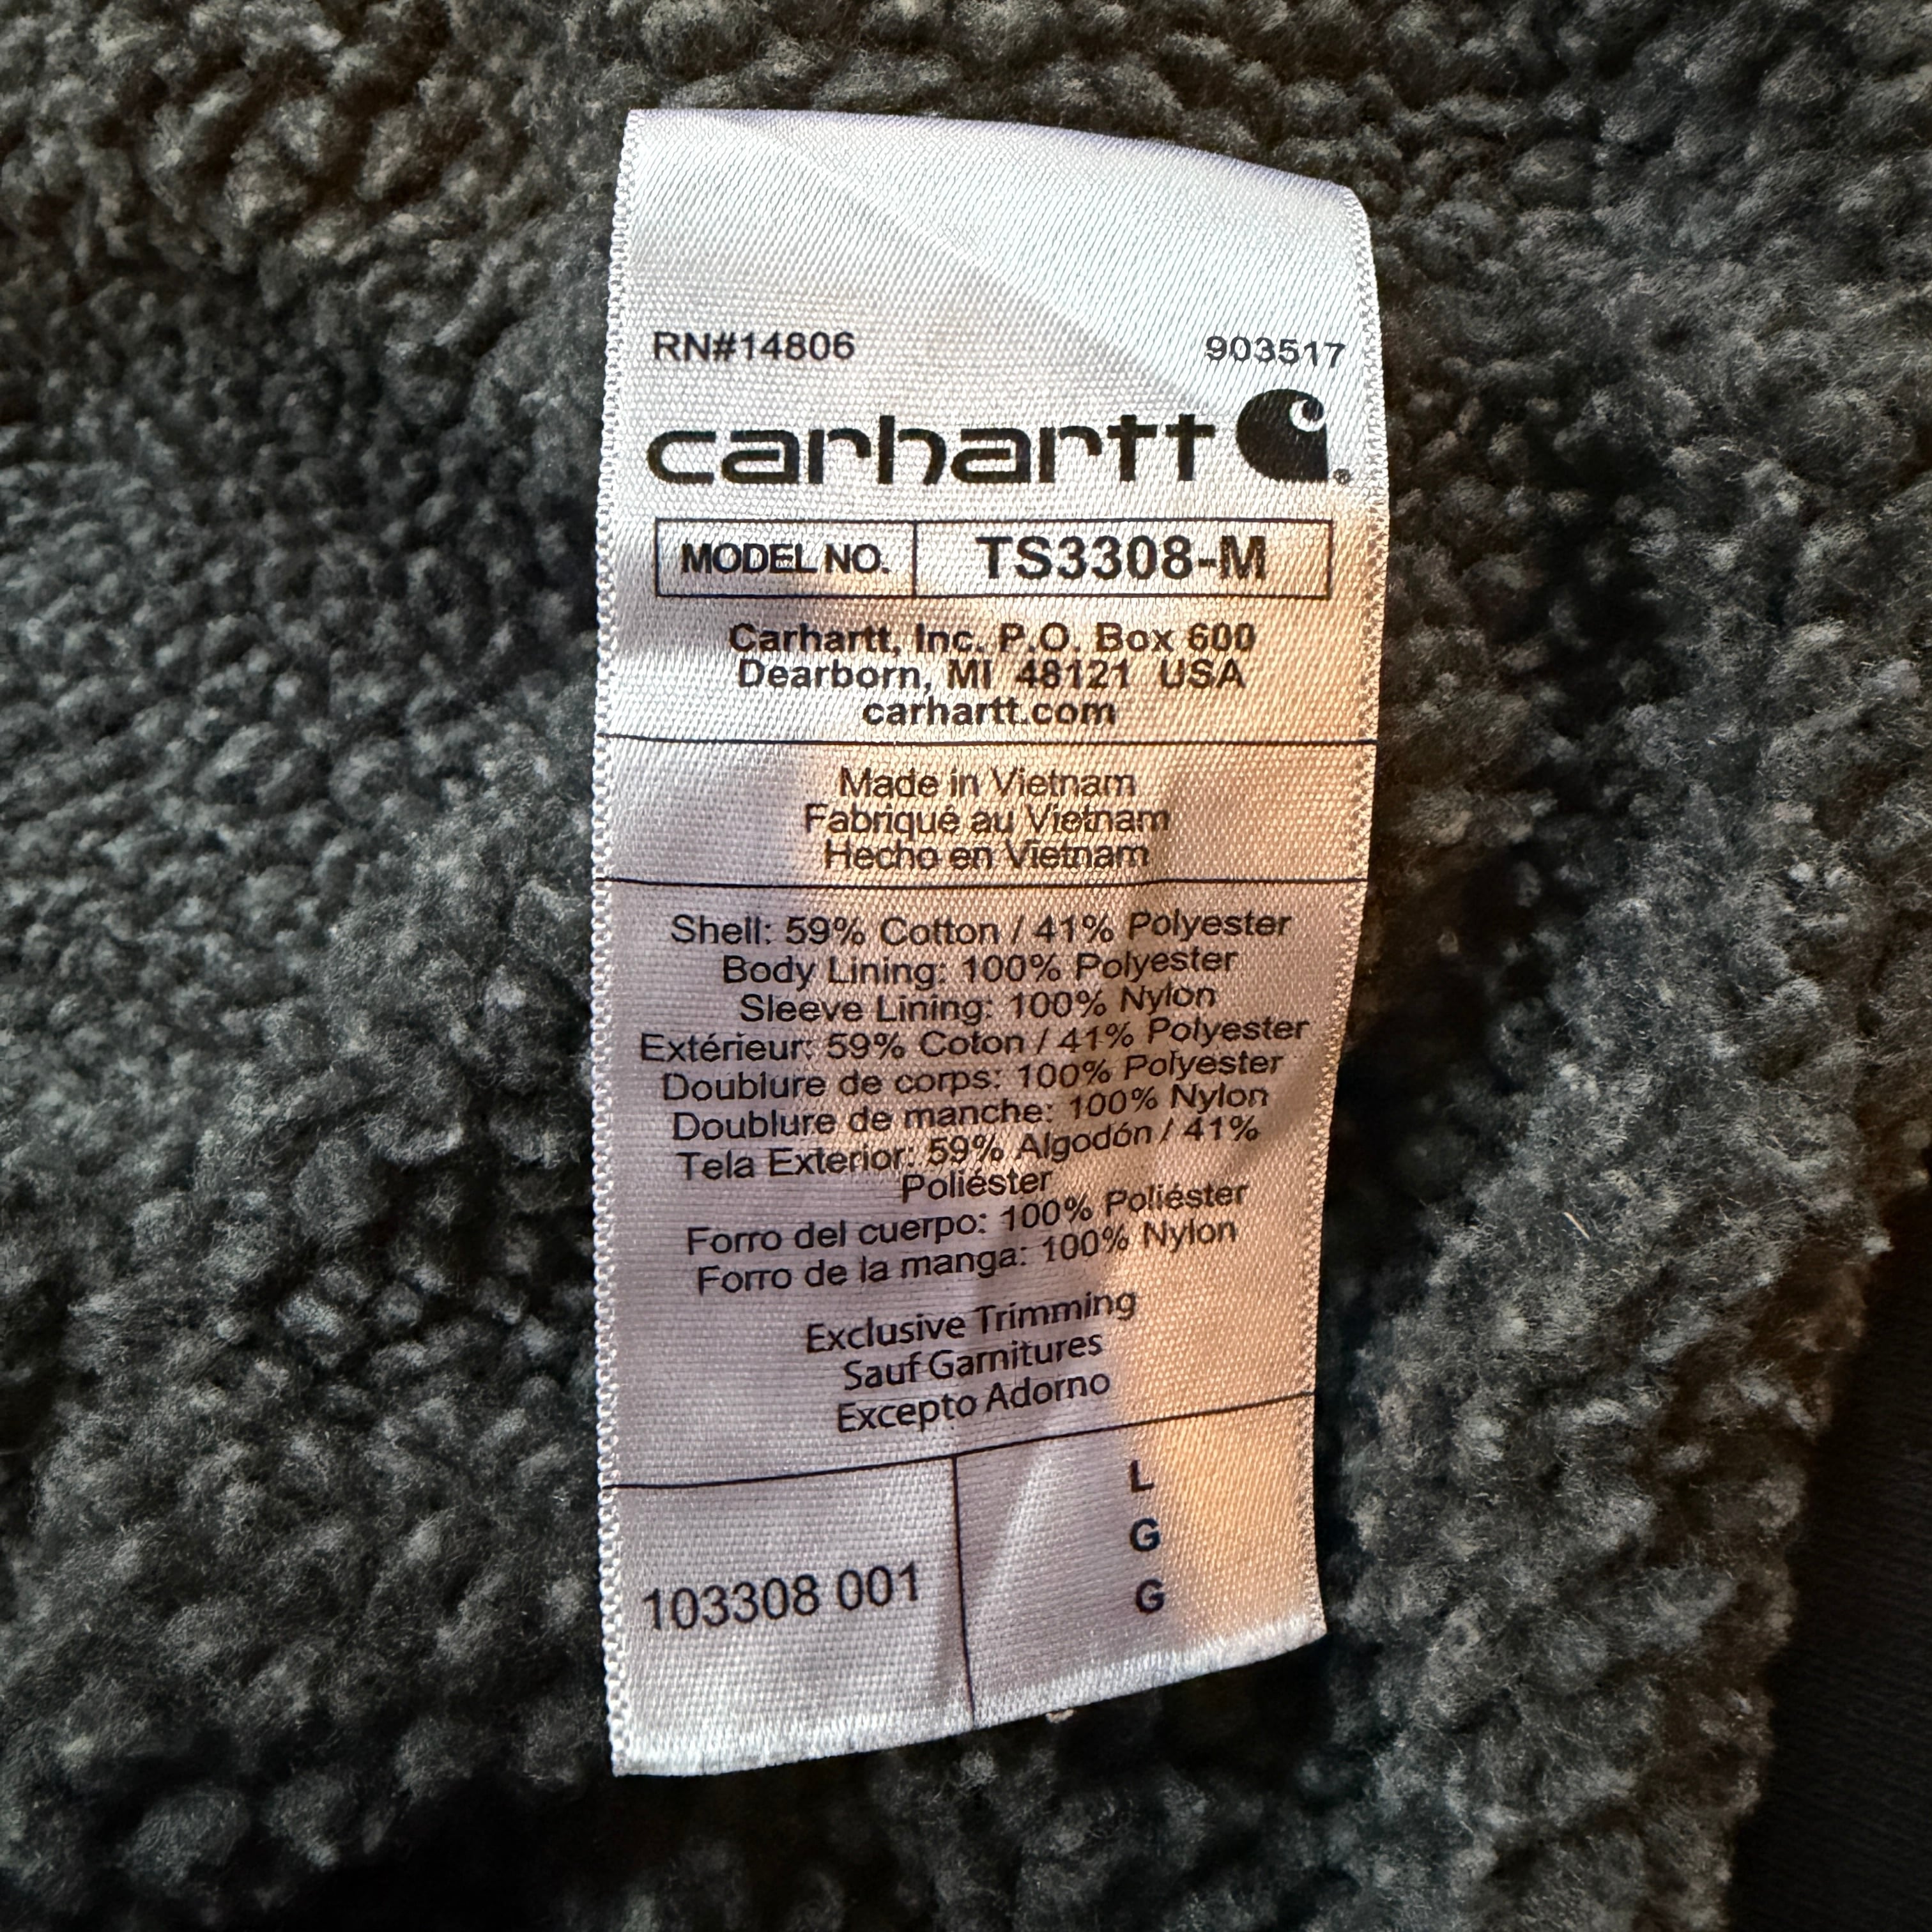 RN#14806 903517
carhartt
MODEL NO. TS3308-M
Carhartt, Inc. P.O. Box 600
Dearborn, MI 48121 USA
carhartt.com
Made in Vietnam
Fabriqué au Vietnam
Hecho en Vietnam
Shell: 59% Cotton / 41% Polyester
Body Lining: 100% Polyester
Sleeve Lining: 100% Nylon
Extérieur: 59% Coton / 41% Polyester
Doublure de corps: 100% Polyester
Doublure de manche: 100% Nylon
Tela Exterior: 59% Algodón / 41%
Poliéster
Forro del cuerpo: 100% Poliéster
Forro de la manga: 100% Nylon
Exclusive Trimming
Sauf Garnitures
Excepto Adorno
103308 001
L
G
G